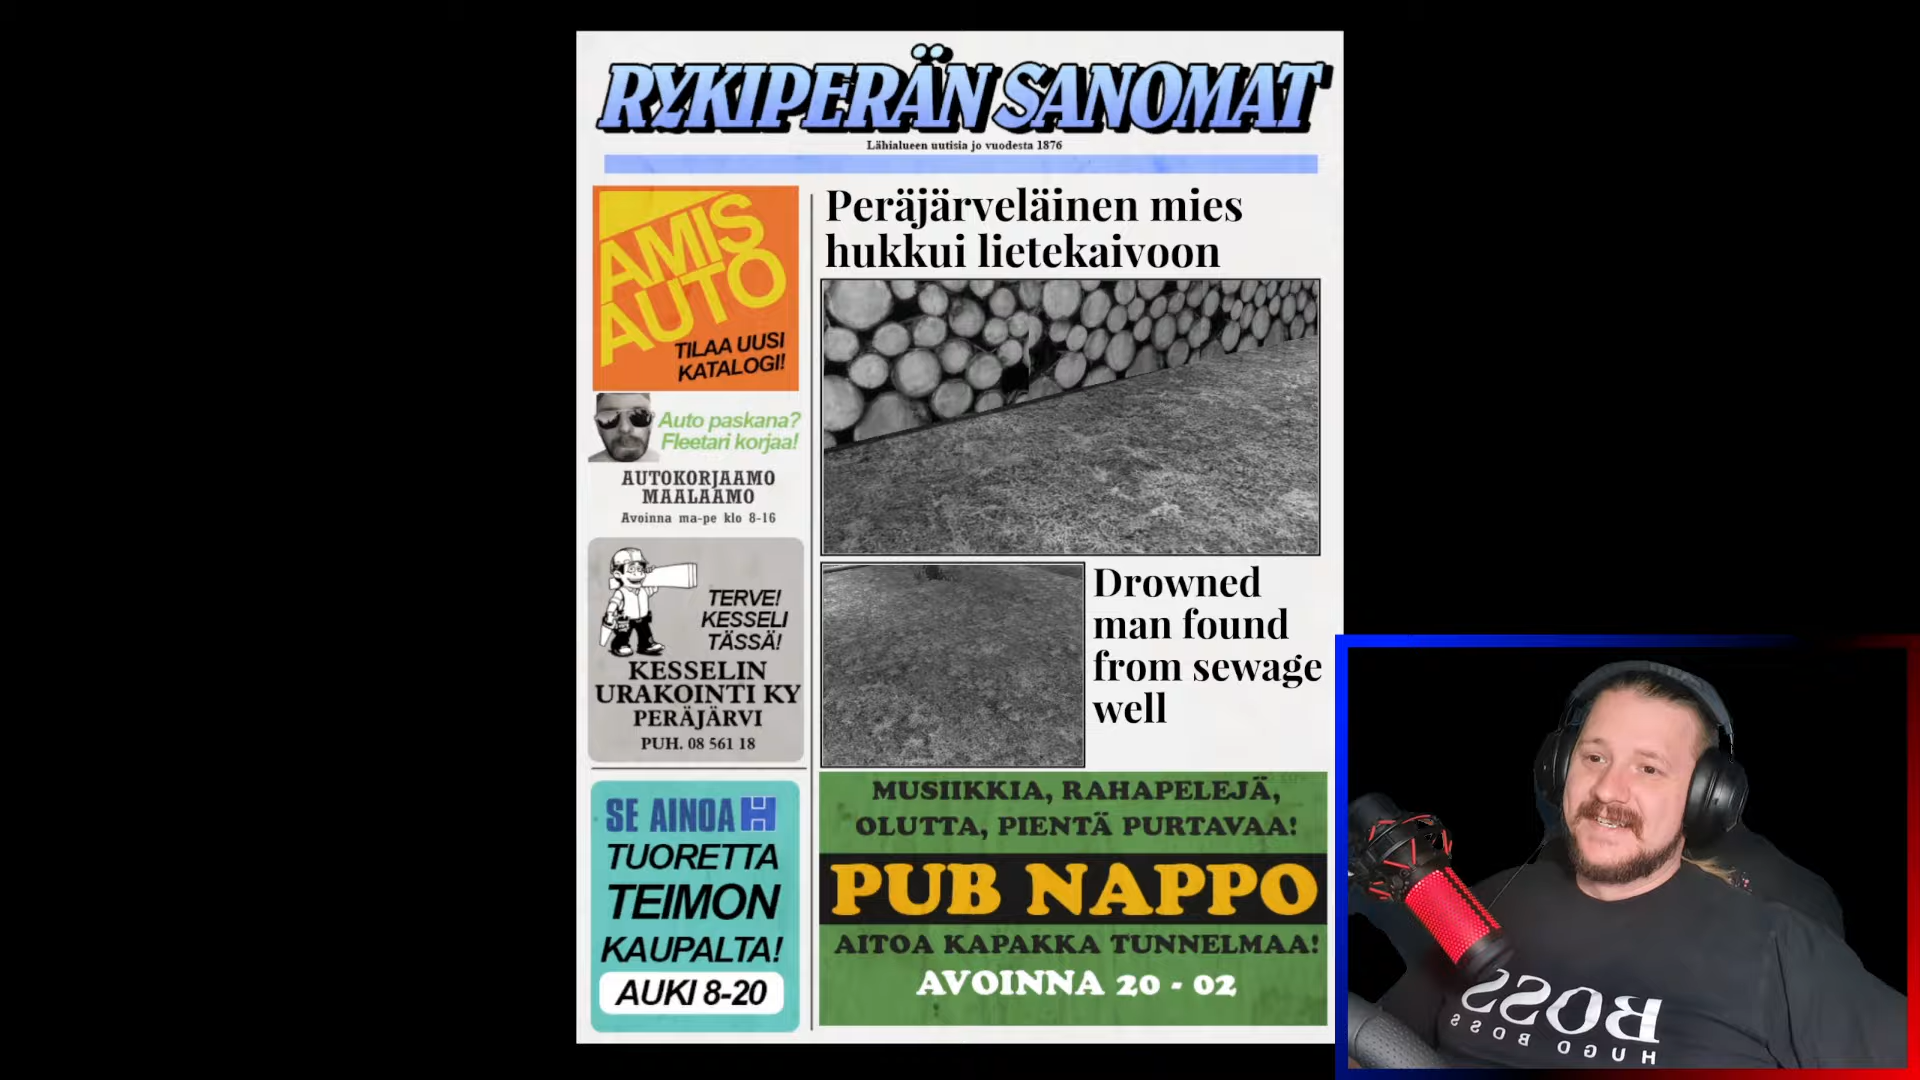 RYKIPERÄN SANOMAT
Lähialueen uutisia jo vuodesta 1876
AMIS
AUTO
TILAA UUSI
KATALOGI!
Auto paskana?
Fleetari korjaa!
AUTOKORJAAMO
MAALAAMO
Avoinna ma-pe klo 8-16
TERVE!
KESSELI
TÄSSÄ!
KESSELIN
URAKOINTI KY
PERÄJÄRVI
PUH. 08 561 18
SE AINOA H
TUORETTA
TEIMON
KAUPALTA!
AUKI 8-20
Peräjärveläinen mies
hukkui lietekaivoon
Drowned
man found
from sewage
well
MUSIIKKIA, RAHAPELEJÄ,
OLUTTA, PIENTÄ PURTAVAA!
PUB NAPPO
AITOA KAPAKKA TUNNELMAA!
AVOINNA 20 - 02
BOSS
HUGO BOSS